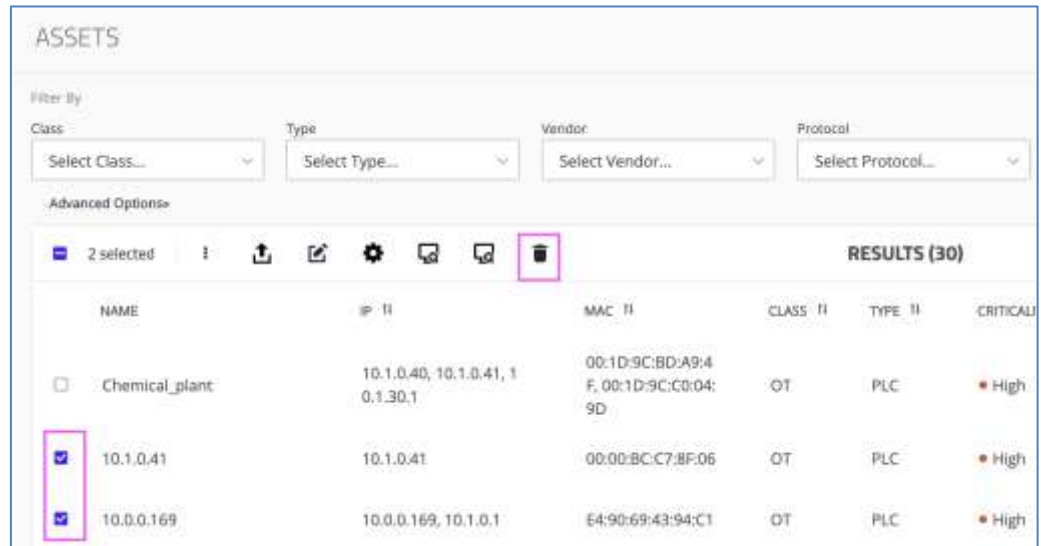 ASSETS
Filter By
Class Type Vendor Protocol
Select Class... Select Type... Select Vendor... Select Protocol...
Advanced Options»
2 selected RESULTS (30)
NAME IP MAC CLASS TYPE CRITICALI
00:1D:9C:BD:A9:4
10.1.0.40, 10.1.0.41, 1
Chemical_plant F, 00:1D:9C:C0:04: OT PLC High
0.1.30.1
9D
10.1.0.41 10.1.0.41 00:00:BC:C7:8F:06 OT PLC High
10.0.0.169 10.0.0.169, 10.1.0.1 E4:90:69:43:94:C1 OT PLC High